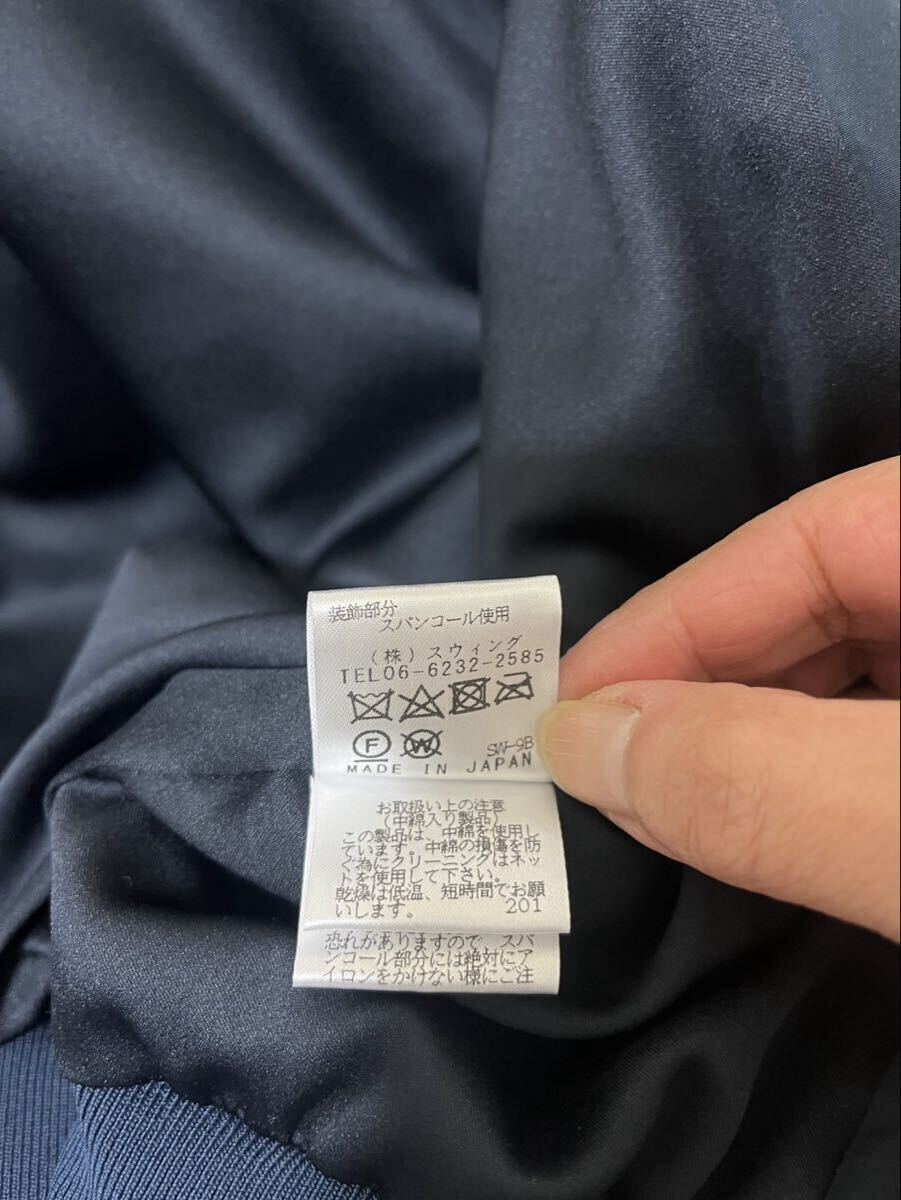 装飾部分
スパンコール使用
(株)スウィング
TEL06-6232-2585
F W SW-9B
MADE IN JAPAN
お取扱い上の注意
(中綿入り製品)
この製品は、中綿を使用し
ています。中綿の損傷を防
ぐ為にクリーニングはネッ
トを使用して下さい。
乾燥は低温、短時間でお願
いします。 201
恐れがありますので、スパ
ンコール部分には絶対にア
イロンをかけない様にご注